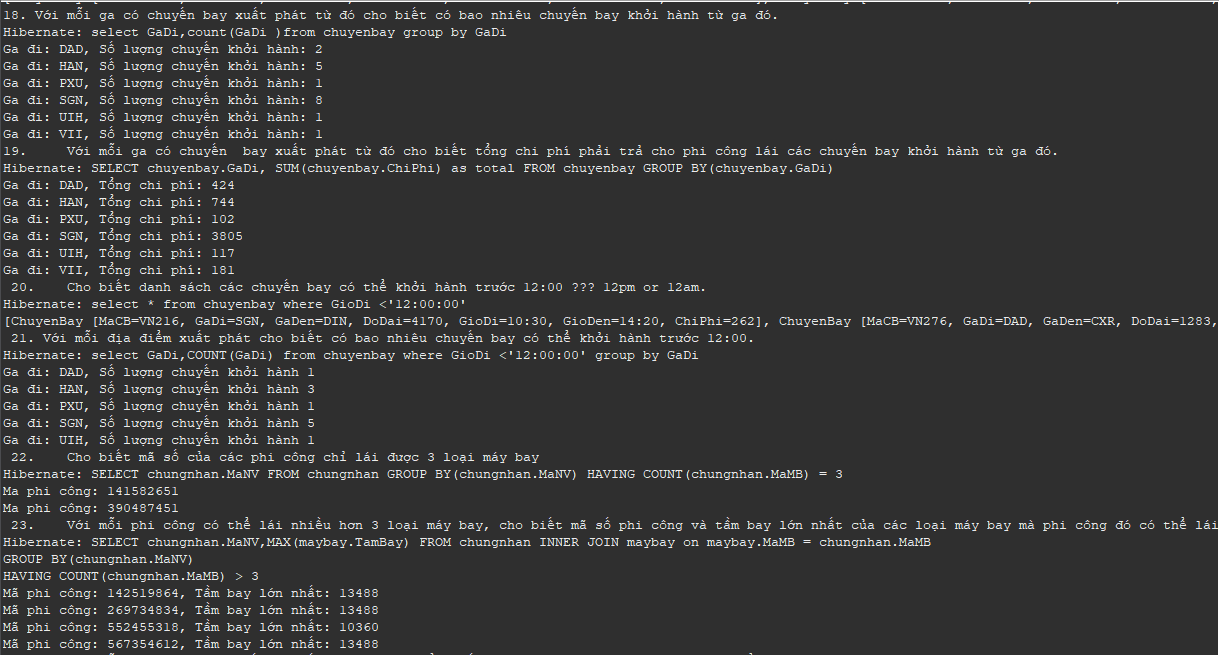 18. Với mỗi ga có chuyến bay xuất phát từ đó cho biết có bao nhiêu chuyến bay khởi hành từ ga đó.
Hibernate: select GaDi,count(GaDi )from chuyenbay group by GaDi
Ga đi: DAD, Số lượng chuyến khởi hành: 2
Ga đi: HAN, Số lượng chuyến khởi hành: 5
Ga đi: PXU, Số lượng chuyến khởi hành: 1
Ga đi: SGN, Số lượng chuyến khởi hành: 8
Ga đi: UIH, Số lượng chuyến khởi hành: 1
Ga đi: VII, Số lượng chuyến khởi hành: 1
19.     Với mỗi ga có chuyến  bay xuất phát từ đó cho biết tổng chi phí phải trả cho phi công lái các chuyến bay khởi hành từ ga đó.
Hibernate: SELECT chuyenbay.GaDi, SUM(chuyenbay.ChiPhi) as total FROM chuyenbay GROUP BY(chuyenbay.GaDi)
Ga đi: DAD, Tổng chi phí: 424
Ga đi: HAN, Tổng chi phí: 744
Ga đi: PXU, Tổng chi phí: 102
Ga đi: SGN, Tổng chi phí: 3805
Ga đi: UIH, Tổng chi phí: 117
Ga đi: VII, Tổng chi phí: 181
20.    Cho biết danh sách các chuyến bay có thể khởi hành trước 12:00 ??? 12pm or 12am.
Hibernate: select * from chuyenbay where GioDi <'12:00:00'
[ChuyenBay [MaCB=VN216, GaDi=SGN, GaDen=DIN, DoDai=4170, GioDi=10:30, GioDen=14:20, ChiPhi=262], ChuyenBay [MaCB=VN276, GaDi=DAD, GaDen=CXR, DoDai=1283,
21. Với mỗi địa điểm xuất phát cho biết có bao nhiêu chuyến bay có thể khởi hành trước 12:00.
Hibernate: select GaDi,COUNT(GaDi) from chuyenbay where GioDi <'12:00:00' group by GaDi
Ga đi: DAD, Số lượng chuyến khởi hành 1
Ga đi: HAN, Số lượng chuyến khởi hành 3
Ga đi: PXU, Số lượng chuyến khởi hành 1
Ga đi: SGN, Số lượng chuyến khởi hành 5
Ga đi: UIH, Số lượng chuyến khởi hành 1
22.    Cho biết mã số của các phi công chỉ lái được 3 loại máy bay
Hibernate: SELECT chungnhan.MaNV FROM chungnhan GROUP BY(chungnhan.MaNV) HAVING COUNT(chungnhan.MaMB) = 3
Ma phi công: 141582651
Ma phi công: 390487451
23.    Với mỗi phi công có thể lái nhiều hơn 3 loại máy bay, cho biết mã số phi công và tầm bay lớn nhất của các loại máy bay mà phi công đó có thể lái
Hibernate: SELECT chungnhan.MaNV,MAX(maybay.TamBay) FROM chungnhan INNER JOIN maybay on maybay.MaMB = chungnhan.MaMB
GROUP BY(chungnhan.MaNV)
HAVING COUNT(chungnhan.MaMB) > 3
Mã phi công: 142519864, Tầm bay lớn nhất: 13488
Mã phi công: 269734834, Tầm bay lớn nhất: 13488
Mã phi công: 552455318, Tầm bay lớn nhất: 10360
Mã phi công: 567354612, Tầm bay lớn nhất: 13488